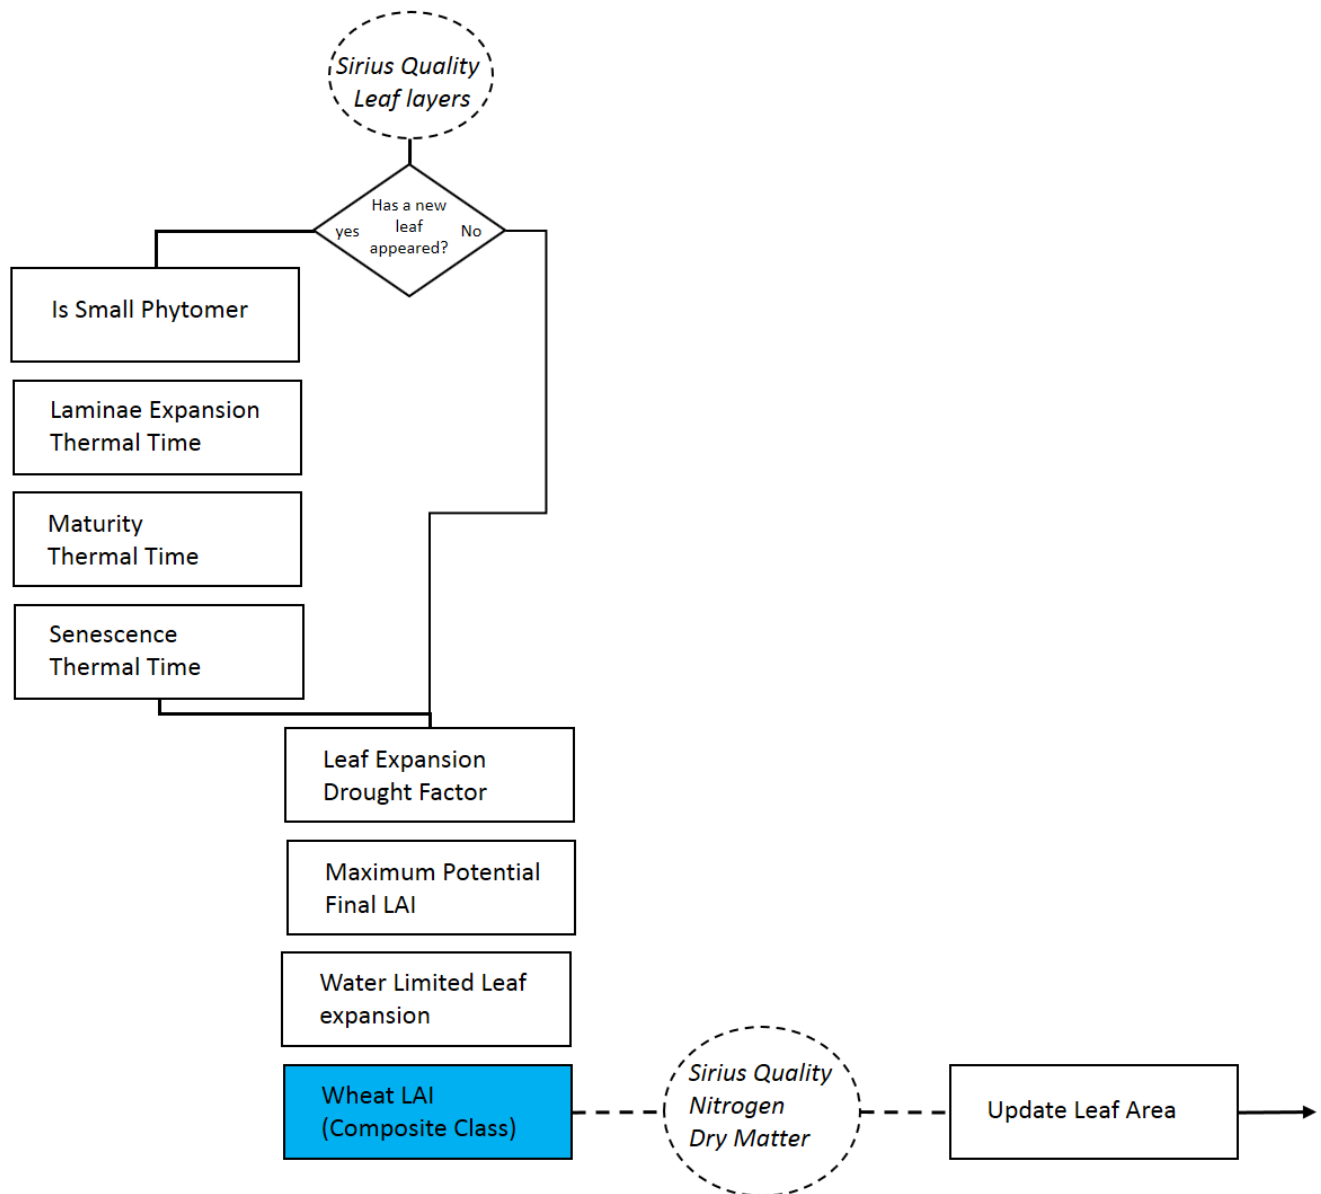 Sirius Quality
Leaf layers
Has a new
leaf
yes
No
appeared?
Is Small Phytomer
Laminae Expansion
Thermal Time
Maturity
Thermal Time
Senescence
Thermal Time
Leaf Expansion
Drought Factor
Maximum Potential
Final LAI
Water Limited Leaf
expansion
Wheat LAI
(Composite Class)
Sirius Quality
Nitrogen
Dry Matter
Update Leaf Area